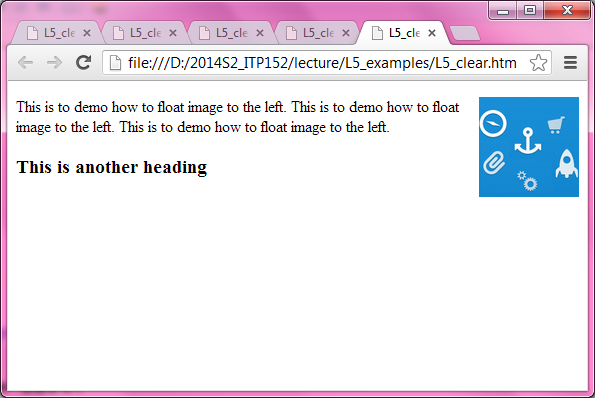 L5_cle L5_cle L5_cle L5_cle L5_cle
file:///D:/2014S2_ITP152/lecture/L5_examples/L5_clear.htm
This is to demo how to float image to the left. This is to demo how to float
image to the left. This is to demo how to float image to the left.
This is another heading